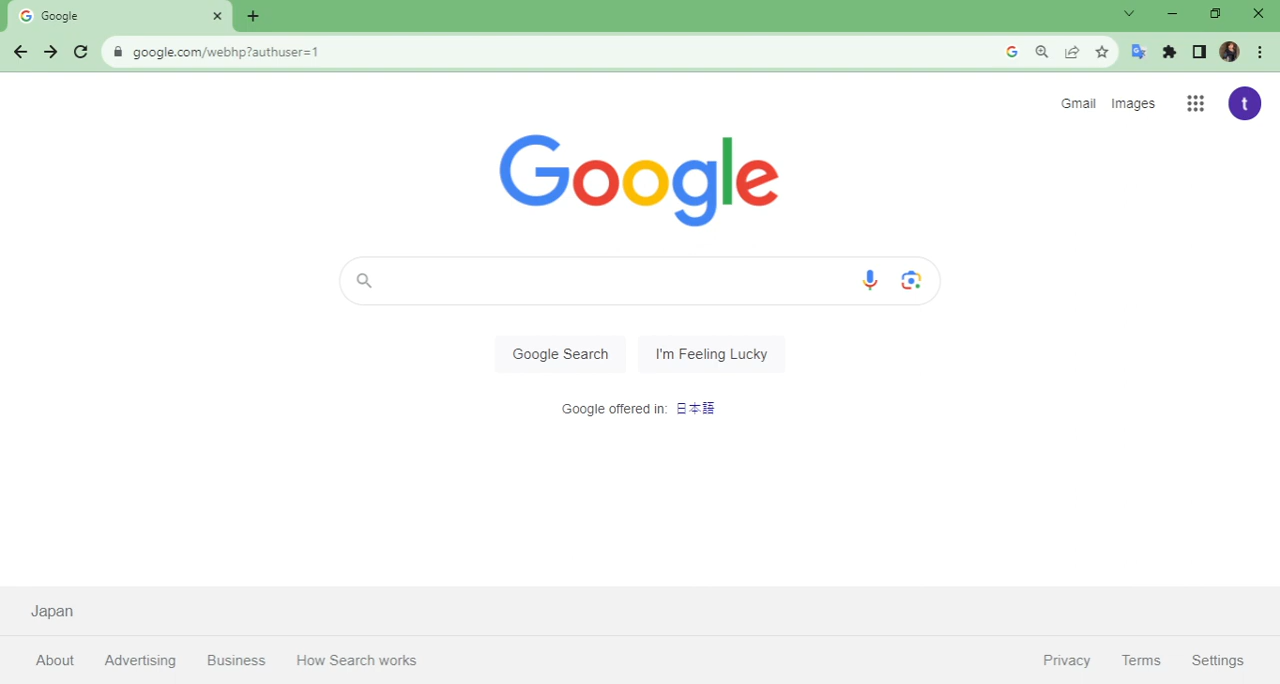 Google
google.com/webhp?authuser=1
Gmail Images
t
Google
Google Search I'm Feeling Lucky
Google offered in: 日本語
Japan
About Advertising Business How Search works Privacy Terms Settings